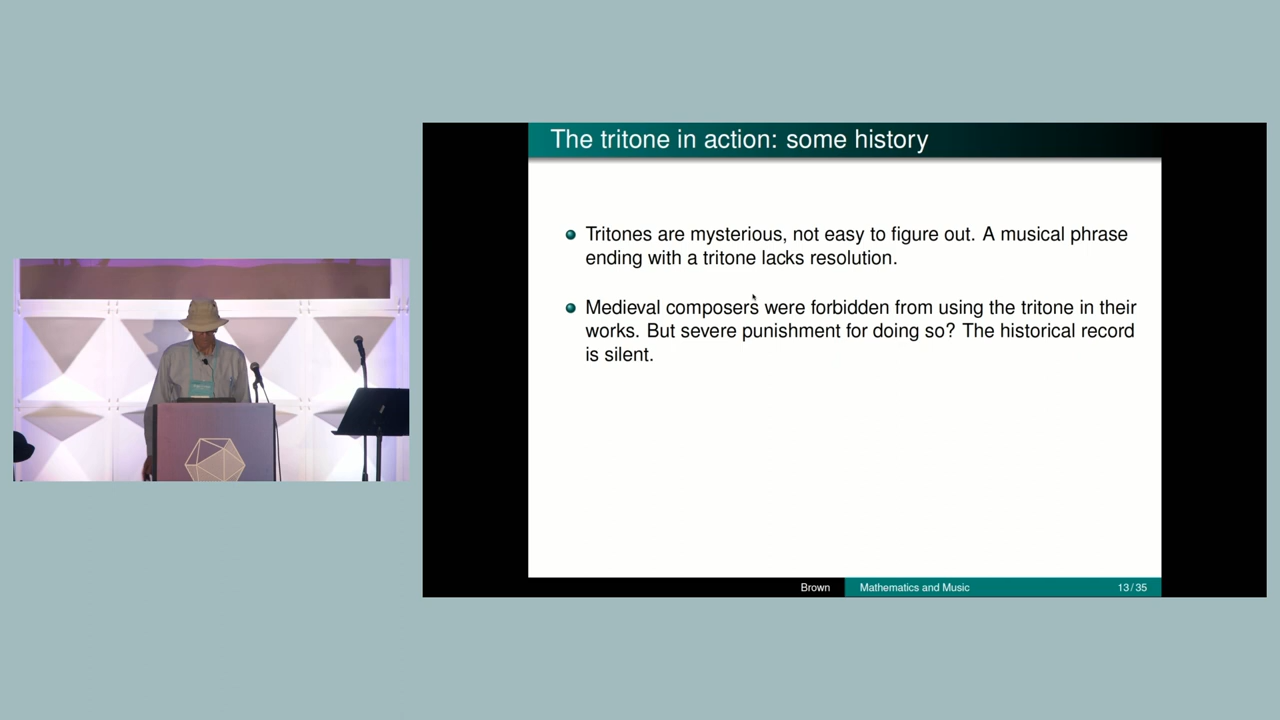 The tritone in action: some history
Tritones are mysterious, not easy to figure out. A musical phrase
ending with a tritone lacks resolution.
Medieval composers were forbidden from using the tritone in their
works. But severe punishment for doing so? The historical record
is silent.
Brown
Mathematics and Music
13/35